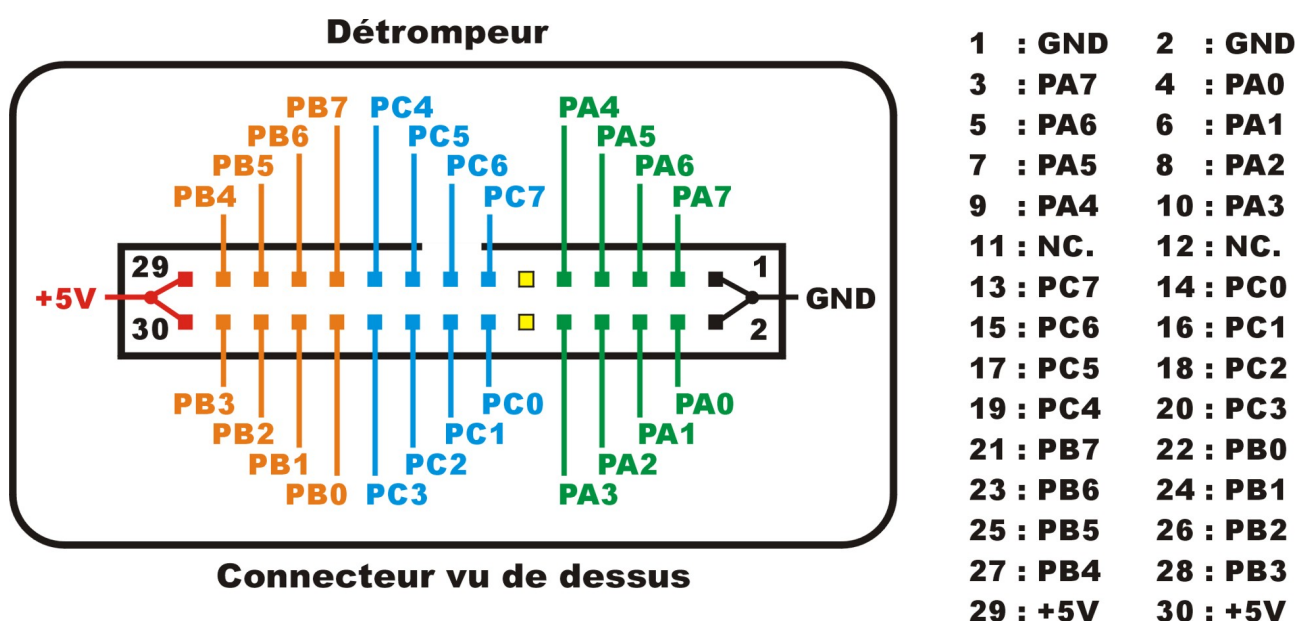 Détrompeur
PB7 PC4 PA4
PB6 PC5 PA5
PB5 PC6 PA6
PB4 PC7 PA7
29 1
+5V GND
30 2
PB3 PC0 PA0
PB2 PC1 PA1
PB1 PC2 PA2
PB0 PC3 PA3
Connecteur vu de dessus
1 : GND 2 : GND
3 : PA7 4 : PA0
5 : PA6 6 : PA1
7 : PA5 8 : PA2
9 : PA4 10 : PA3
11 : NC. 12 : NC.
13 : PC7 14 : PC0
15 : PC6 16 : PC1
17 : PC5 18 : PC2
19 : PC4 20 : PC3
21 : PB7 22 : PB0
23 : PB6 24 : PB1
25 : PB5 26 : PB2
27 : PB4 28 : PB3
29 : +5V 30 : +5V